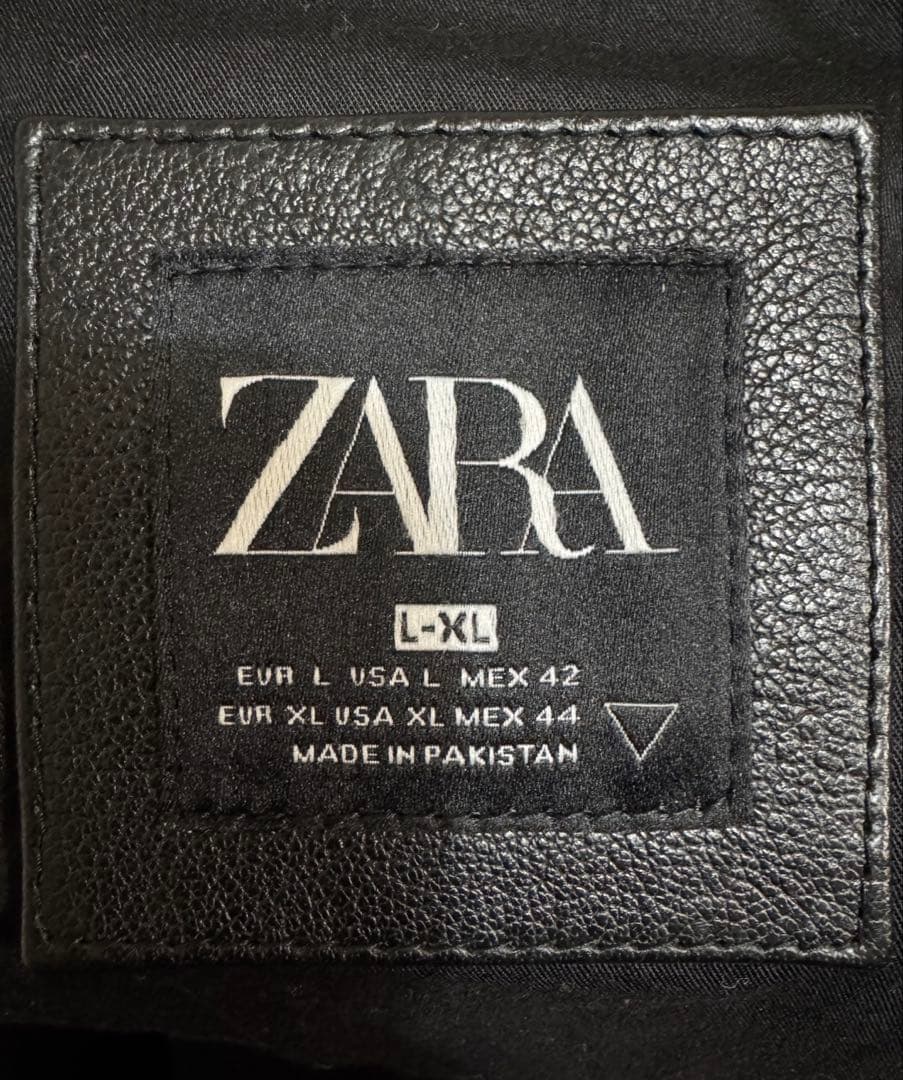 ZARA
L-XL
EUR L USA L MEX 42
EUR XL USA XL MEX 44
MADE IN PAKISTAN